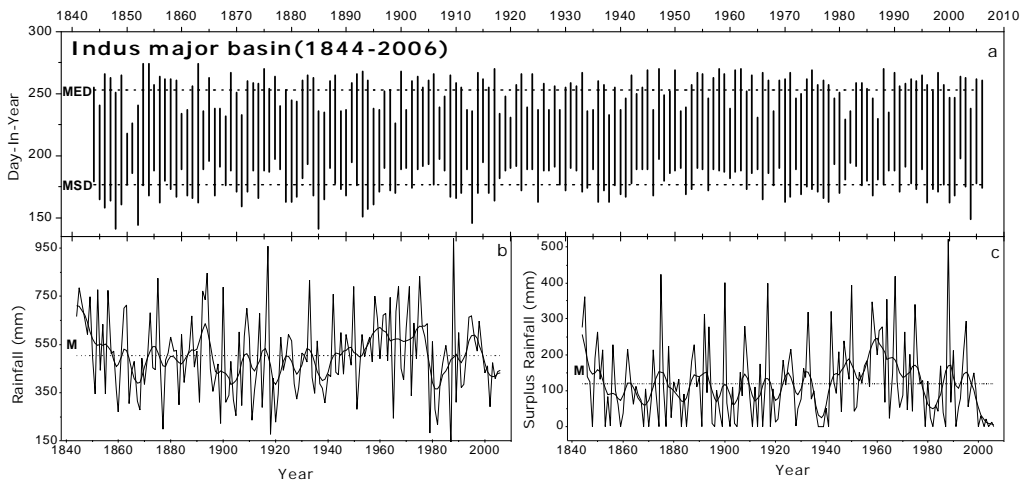 1840 1850 1860 1870 1880 1890 1900 1910 1920 1930 1940 1950 1960 1970 1980 1990 2000 2010
300
Indus major basin(1844-2006)
a
MED
250
Day-In-Year
200
MSD
150
950
b
750
Rainfall (mm)
M
550
350
150
1840 1860 1880 1900 1920 1940 1960 1980 2000
Year
500
c
400
Surplus Rainfall (mm)
300
200
M
100
0
1840 1860 1880 1900 1920 1940 1960 1980 2000
Year